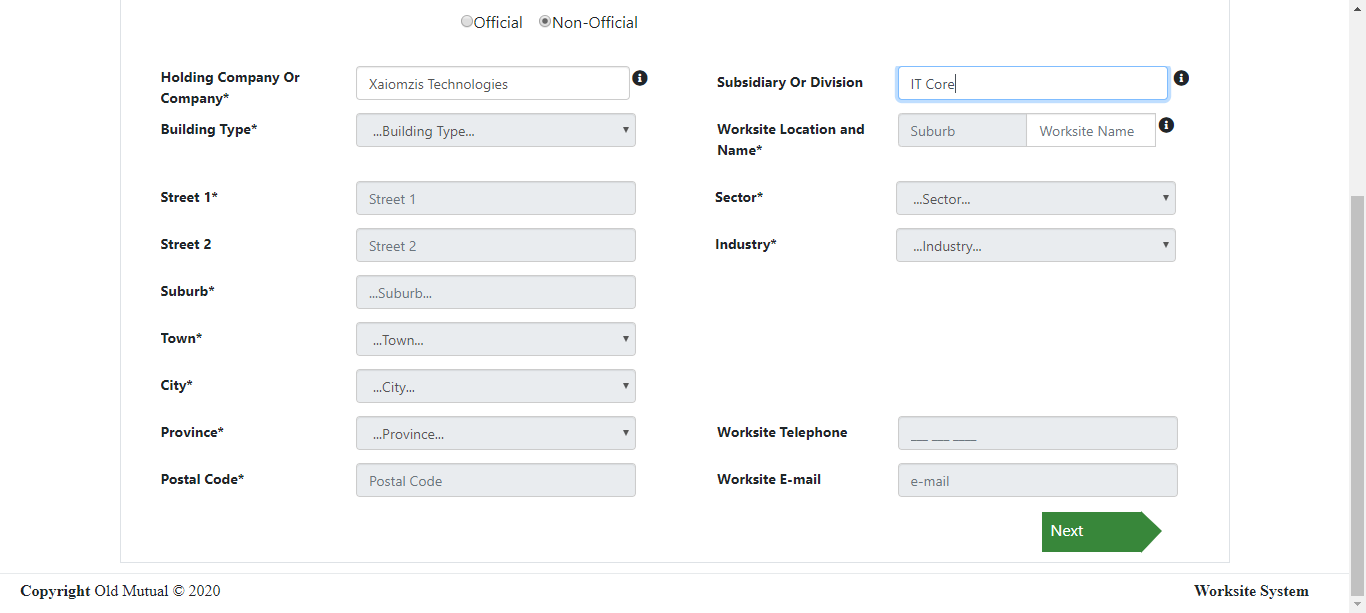 Official Non-Official
Holding Company Or
Company*
Xaiomzis Technologies
Subsidiary Or Division
IT Core
Building Type*
...Building Type...
Worksite Location and
Name*
Suburb
Worksite Name
Street 1*
Street 1
Sector*
...Sector...
Street 2
Street 2
Industry*
...Industry...
Suburb*
...Suburb...
Town*
...Town...
City*
...City...
Province*
...Province...
Worksite Telephone
___ ___ ____
Postal Code*
Postal Code
Worksite E-mail
e-mail
Next
Copyright Old Mutual © 2020
Worksite System